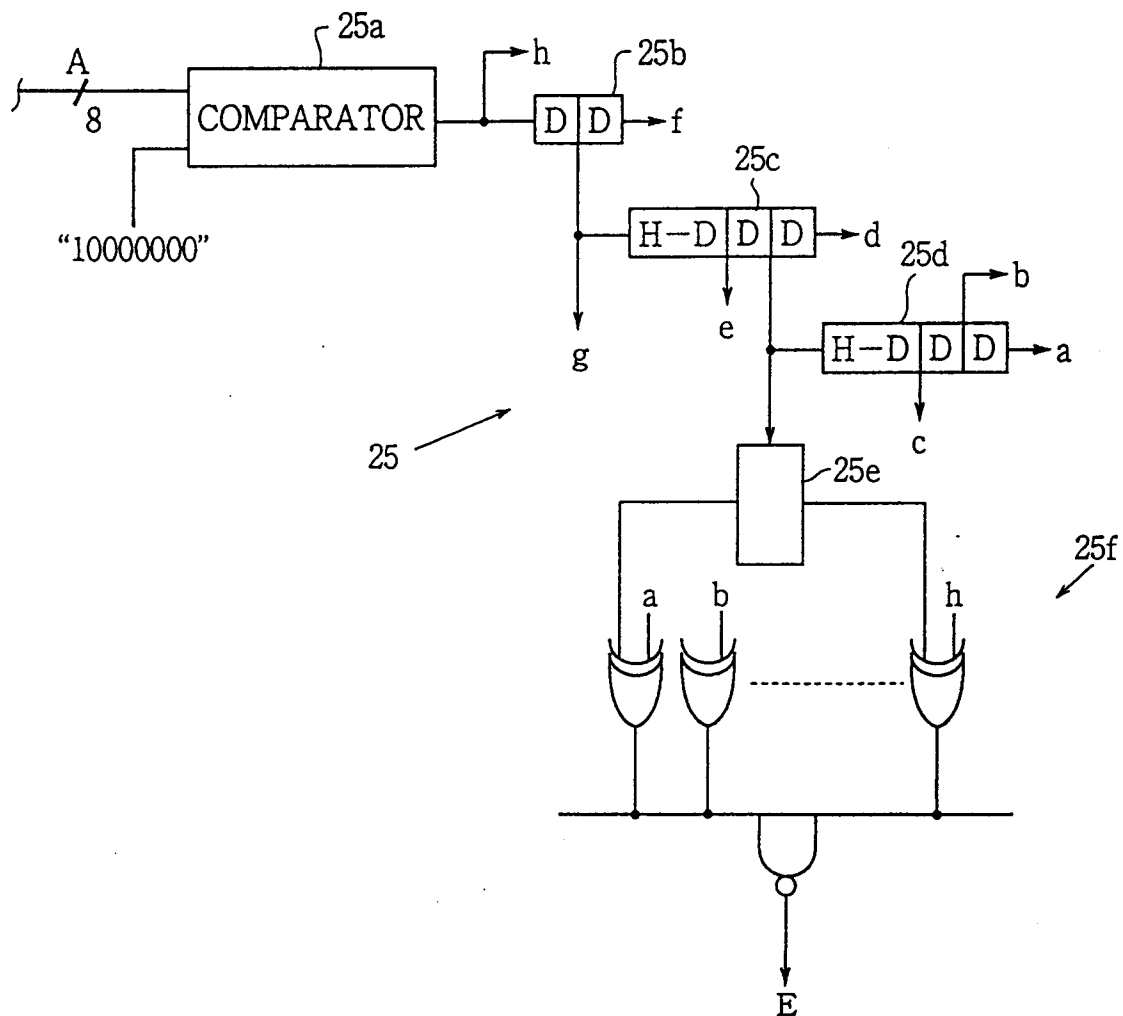 25a
A
8
COMPARATOR
"10000000"
h
25b
D D
f
25c
H-D D D
d
g
e
25d
b
H-D D D
a
c
25
25e
25f
a b h
E